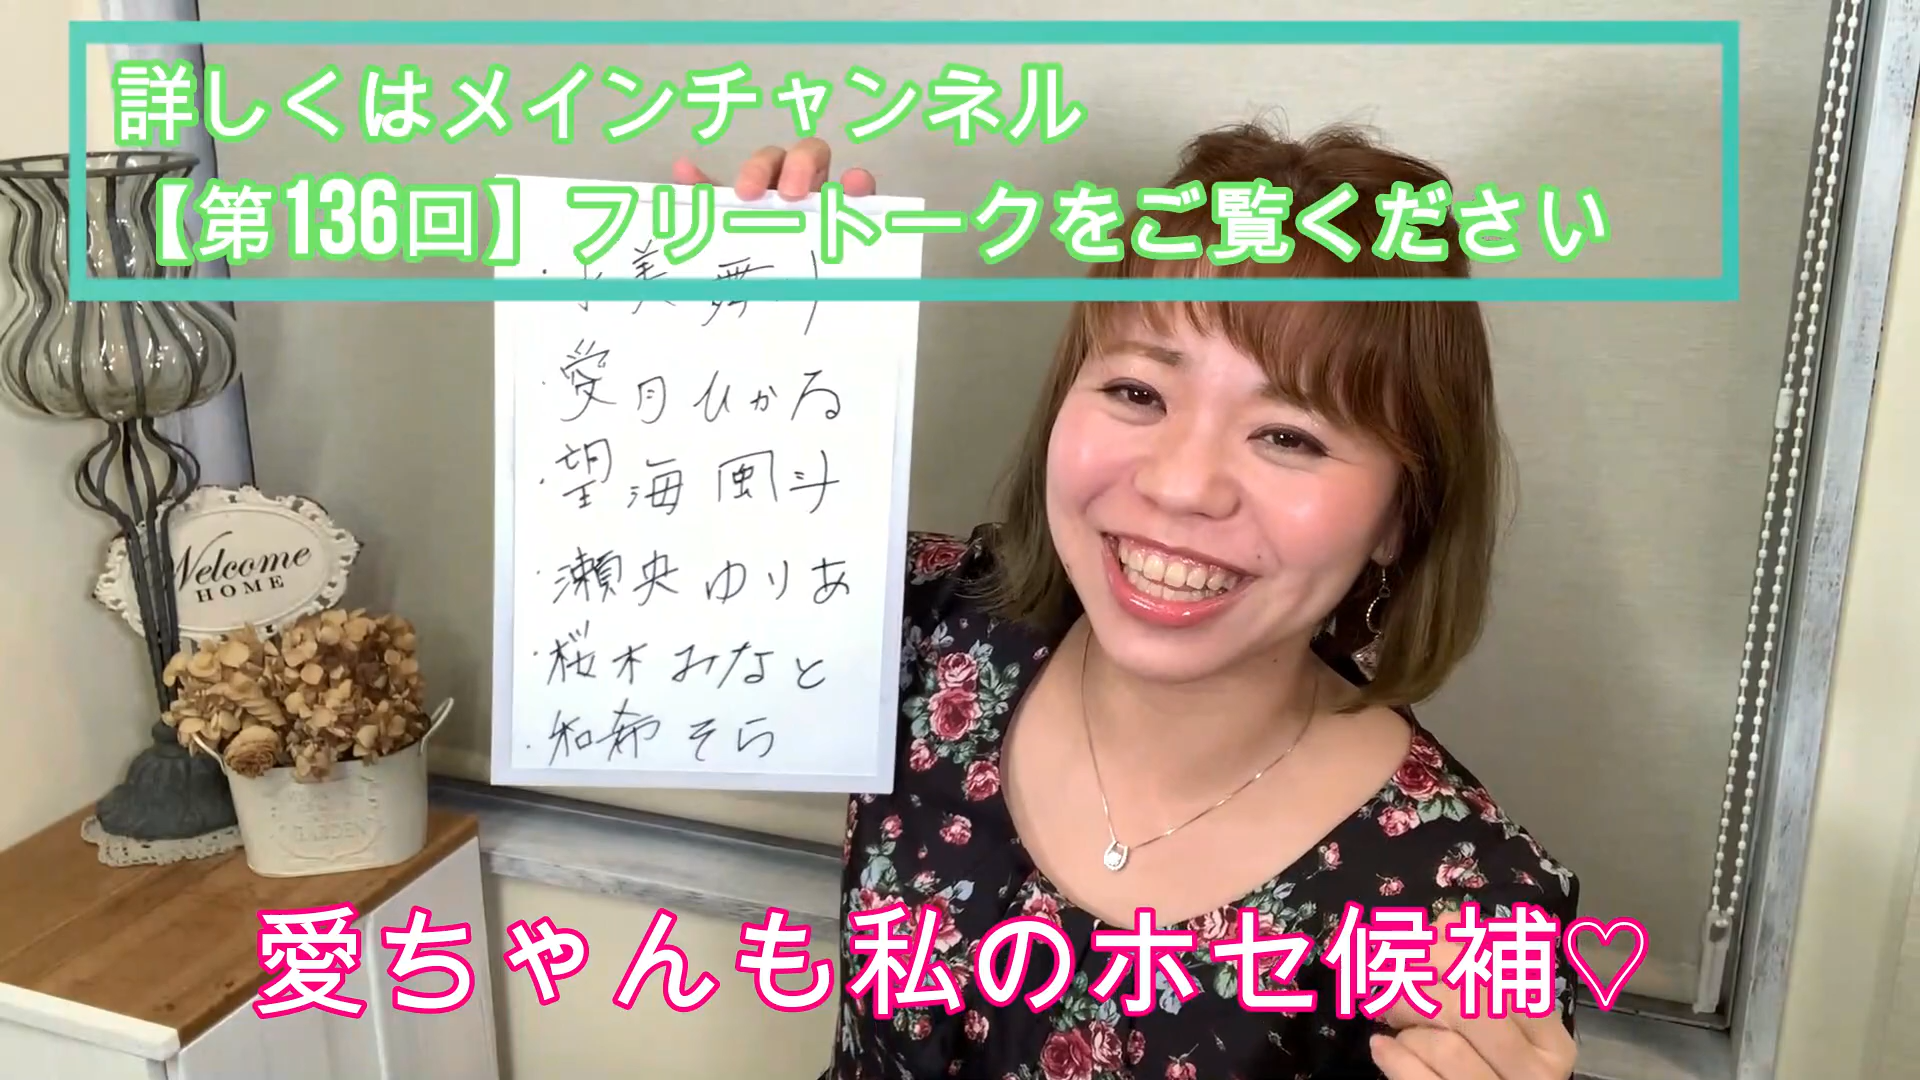 詳しくはメインチャンネル
【第136回】フリートークをご覧ください
・愛月ひかる
・望海風斗
・瀬央ゆりあ
・桜木みなと
・和希そら
Welcome
HOME
GARDEN
愛ちゃんも私のホセ候補♡